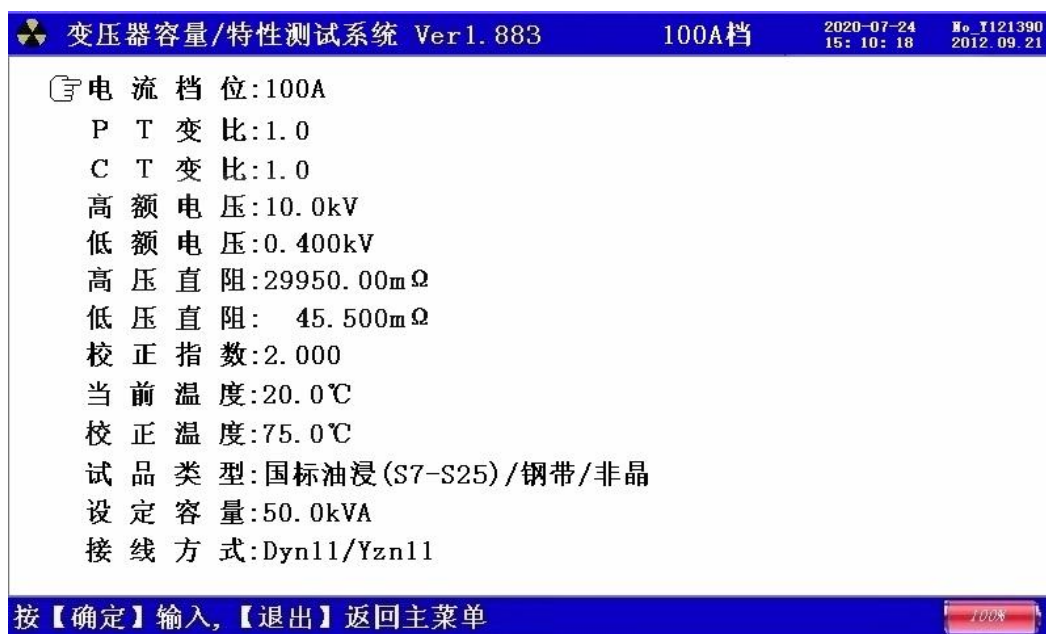 变压器容量/特性测试系统 Ver1.883 100A档 2020-07-24 No_Y121390
15: 10: 18 2012.09.21
电 流 档 位:100A
P T 变 比:1.0
C T 变 比:1.0
高 额 电 压:10.0kV
低 额 电 压:0.400kV
高 压 直 阻:29950.00mΩ
低 压 直 阻: 45.500mΩ
校 正 指 数:2.000
当 前 温 度:20.0℃
校 正 温 度:75.0℃
试 品 类 型:国标油浸(S7-S25)/钢带/非晶
设 定 容 量:50.0kVA
接 线 方 式:Dyn11/Yzn11
按【确定】输入,【退出】返回主菜单 100%